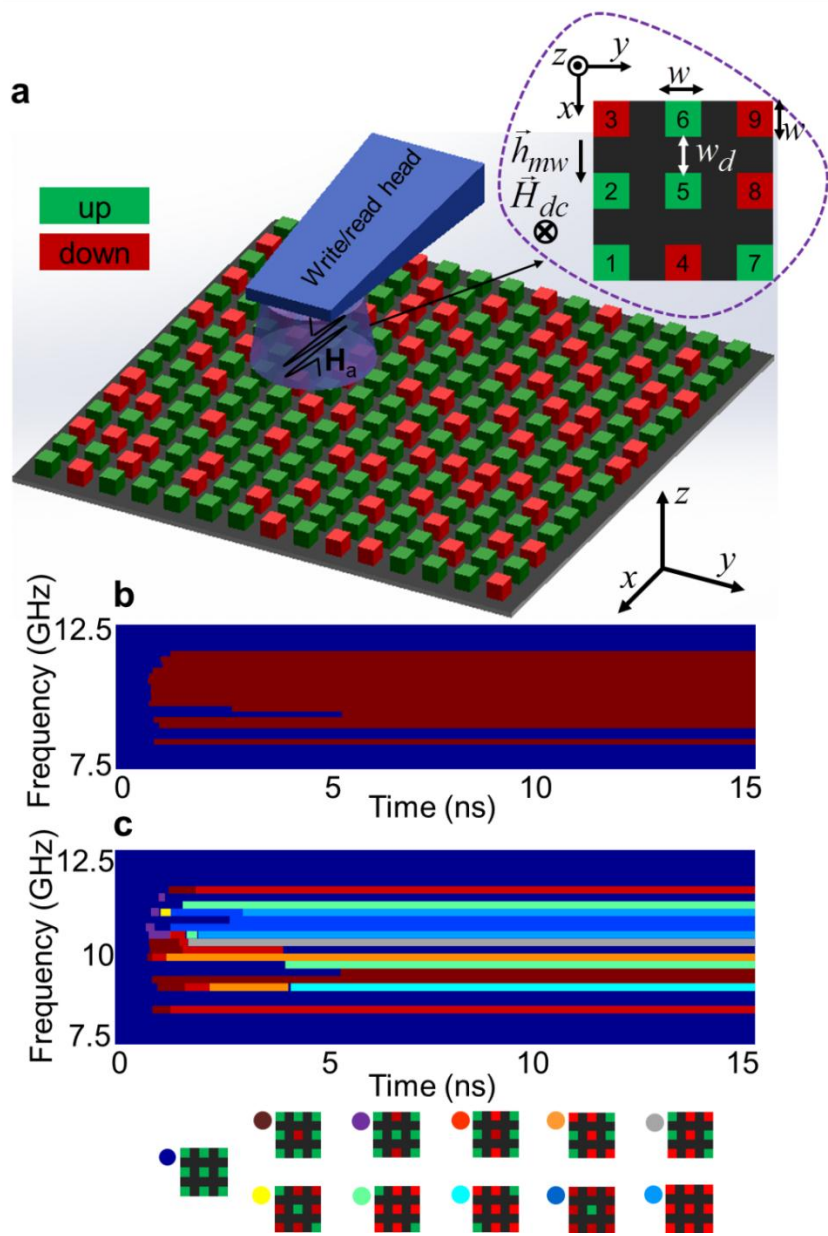 a
z
y
x
w
w
w_d
h_mw
H_dc
3
6
9
2
5
8
1
4
7
up
down
Write/read head
H_a
z
y
x
b
Frequency (GHz)
12.5
7.5
0
5
10
15
Time (ns)
c
Frequency (GHz)
12.5
10
7.5
0
5
10
15
Time (ns)